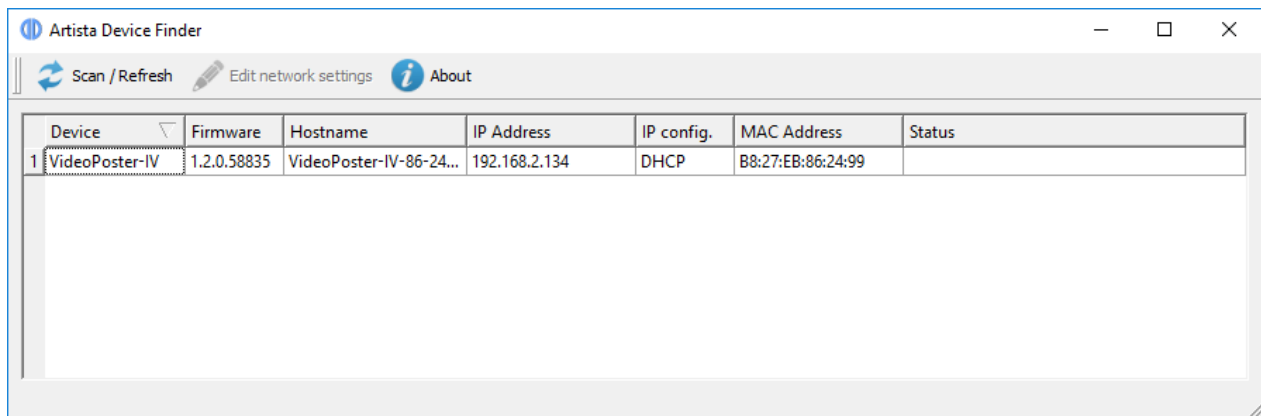 Artista Device Finder
Scan / Refresh Edit network settings About
Device Firmware Hostname IP Address IP config. MAC Address Status
1 VideoPoster-IV 1.2.0.58835 VideoPoster-IV-86-24... 192.168.2.134 DHCP B8:27:EB:86:24:99